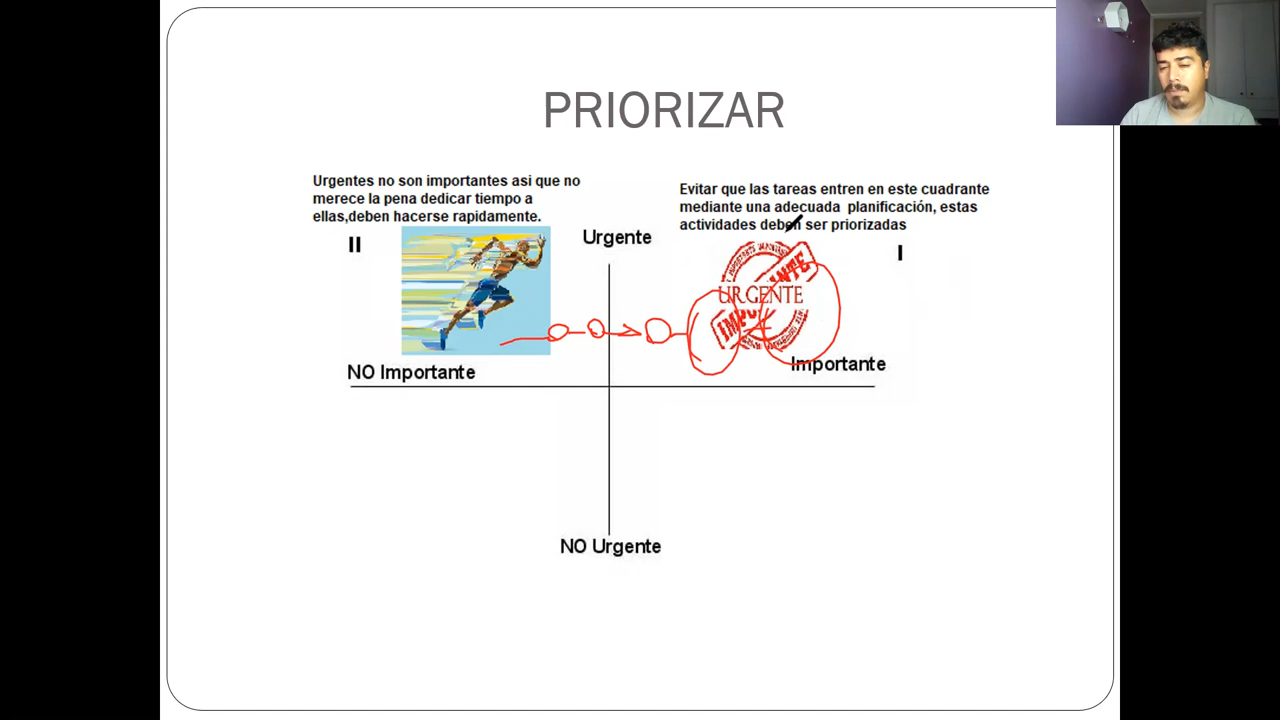 PRIORIZAR
Urgentes no son importantes asi que no
merece la pena dedicar tiempo a
ellas,deben hacerse rapidamente.
Evitar que las tareas entren en este cuadrante
mediante una adecuada planificación, estas
actividades deben ser priorizadas
II
Urgente
I
URGENTE
NO Importante
Importante
NO Urgente